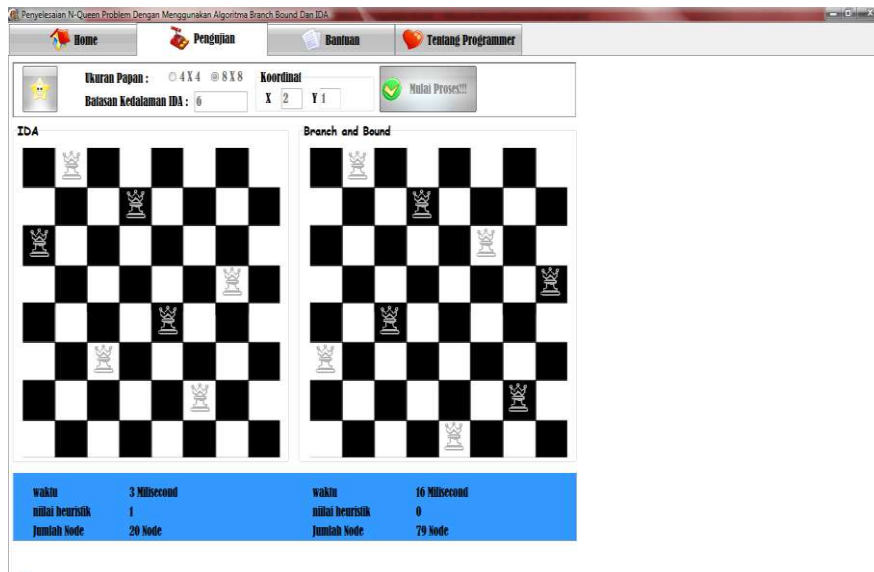 Penyelesaian N-Queen Problem Dengan Menggunakan Algoritma Branch Bound Dan IDA
Home Pengujian Bantuan Tentang Programmer
Ukuran Papan : 4 X 4 8 X 8 Koordinat
Batasan Kedalaman IDA : 6 X 2 Y 1 Mulai Proses!!!
IDA Branch and Bound
waktu 3 Milisecond waktu 16 Milisecond
niilai heuristik 1 niilai heuristik 0
Jumlah Node 20 Node Jumlah Node 79 Node